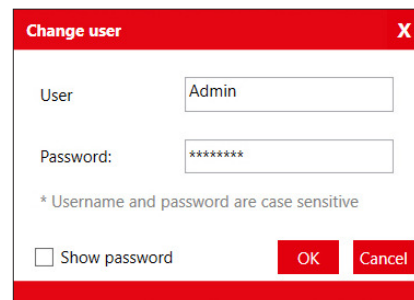 Change user X
User Admin
Password: ********
* Username and password are case sensitive
Show password OK Cancel